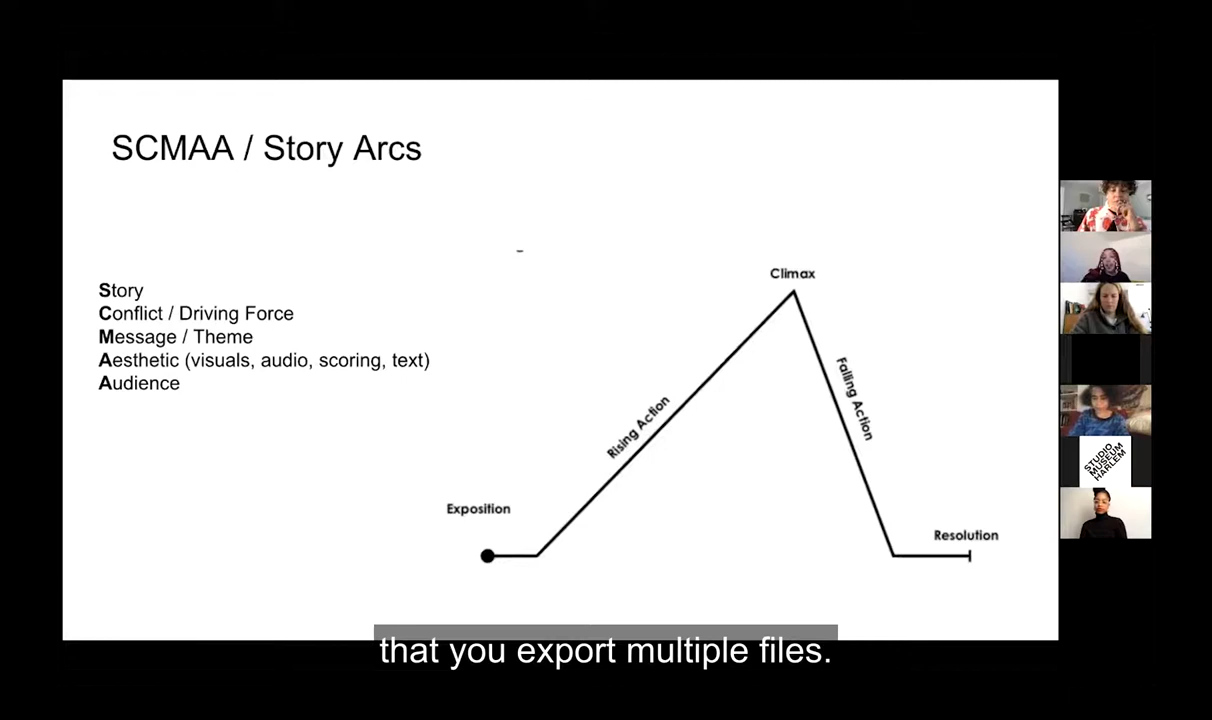 SCMAA / Story Arcs
Story
Conflict / Driving Force
Message / Theme
Aesthetic (visuals, audio, scoring, text)
Audience
Climax
Rising Action
Falling Action
Exposition
Resolution
STUDIO
MUSEUM
HARLEM
that you export multiple files.